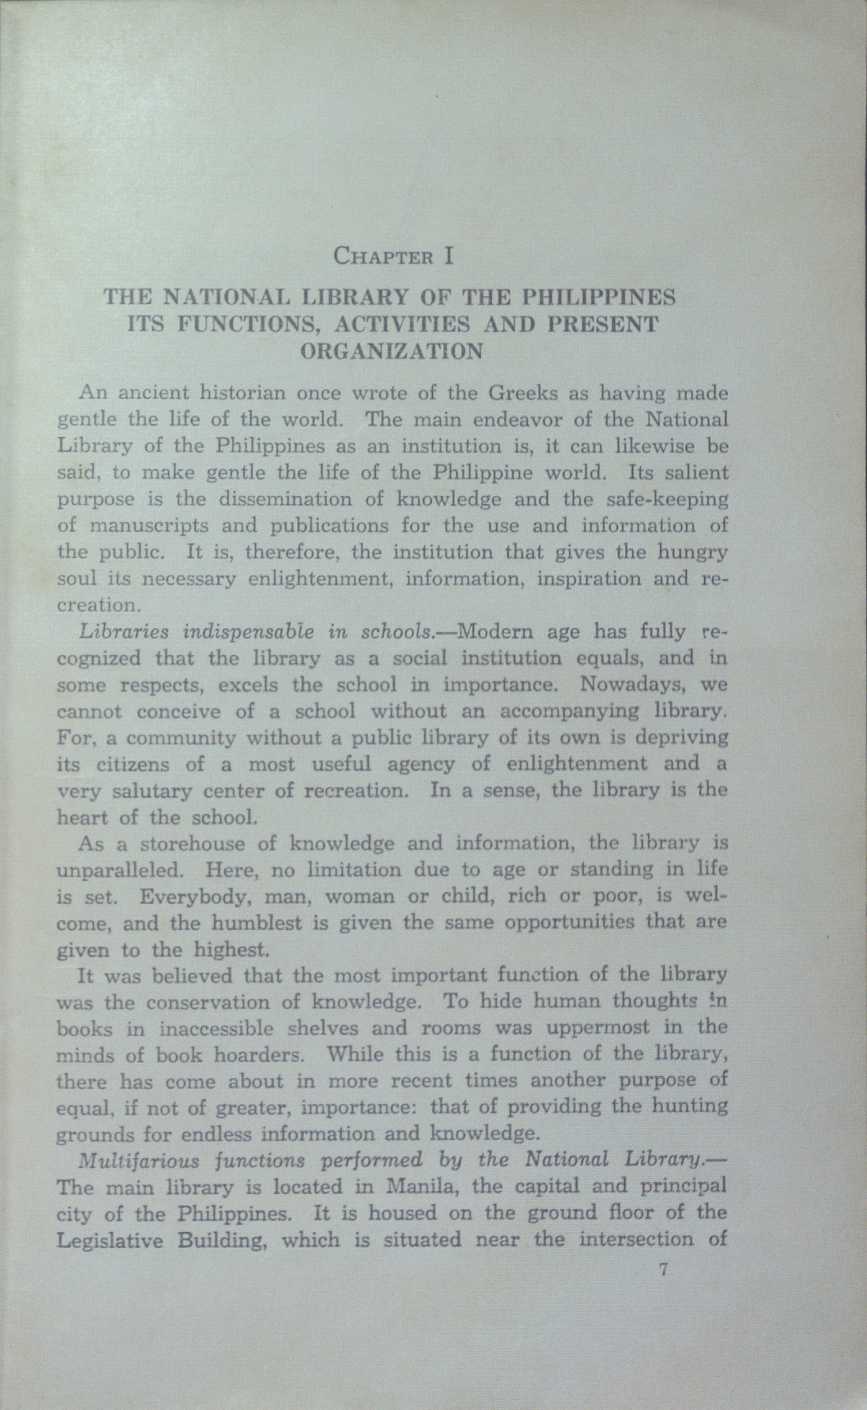 CHAPTER I
THE NATIONAL LIBRARY OF THE PHILIPPINES
ITS FUNCTIONS, ACTIVITIES AND PRESENT
ORGANIZATION
An ancient historian once wrote of the Greeks as having made
gentle the life of the world. The main endeavor of the National
Library of the Philippines as an institution is, it can likewise be
said, to make gentle the life of the Philippine world. Its salient
purpose is the dissemination of knowledge and the safe-keeping
of manuscripts and publications for the use and information of
the public. It is, therefore, the institution that gives the hungry
soul its necessary enlightenment, information, inspiration and re-
creation.
Libraries indispensable in schools.—Modern age has fully re-
cognized that the library as a social institution equals, and in
some respects, excels the school in importance. Nowadays, we
cannot conceive of a school without an accompanying library.
For, a community without a public library of its own is depriving
its citizens of a most useful agency of enlightenment and a
very salutary center of recreation. In a sense, the library is the
heart of the school.
As a storehouse of knowledge and information, the library is
unparalleled. Here, no limitation due to age or standing in life
is set. Everybody, man, woman or child, rich or poor, is wel-
come, and the humblest is given the same opportunities that are
given to the highest.
It was believed that the most important function of the library
was the conservation of knowledge. To hide human thoughts in
books in inaccessible shelves and rooms was uppermost in the
minds of book hoarders. While this is a function of the library,
there has come about in more recent times another purpose of
equal, if not of greater, importance: that of providing the hunting
grounds for endless information and knowledge.
Multifarious functions performed by the National Library.—
The main library is located in Manila, the capital and principal
city of the Philippines. It is housed on the ground floor of the
Legislative Building, which is situated near the intersection of
7